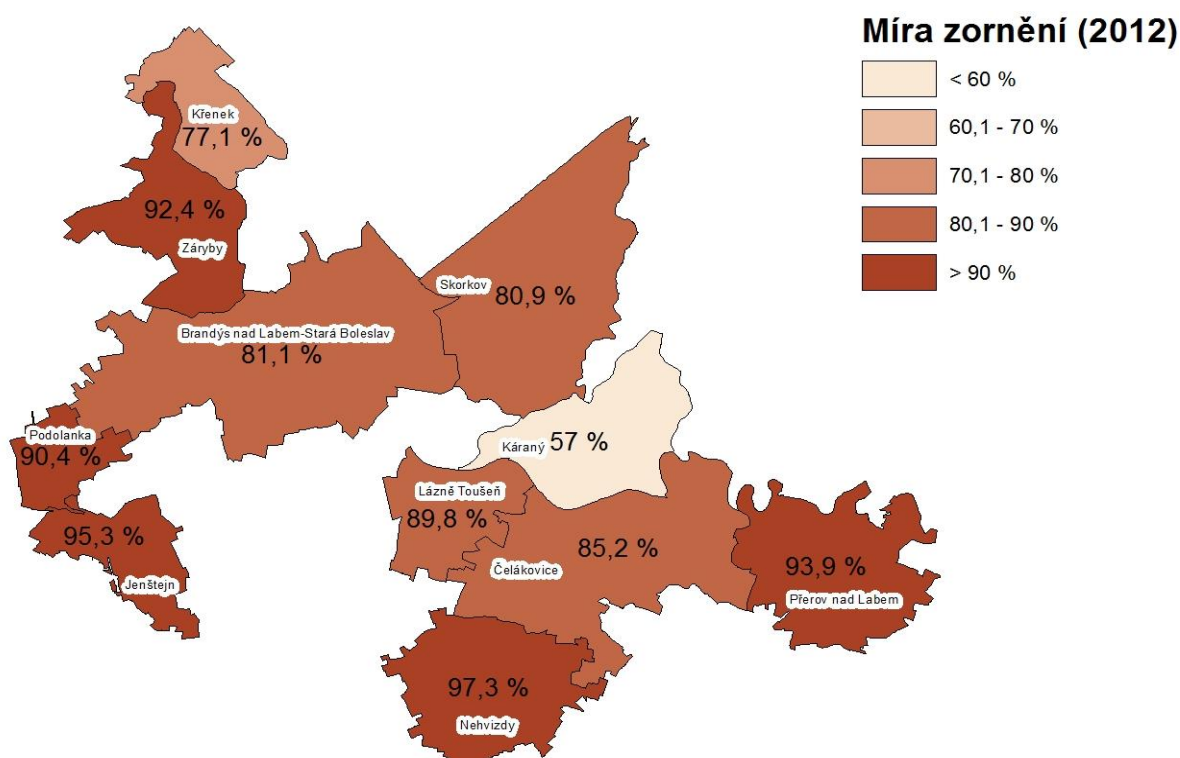 Míra zornění (2012)
< 60 %
60,1 - 70 %
70,1 - 80 %
80,1 - 90 %
> 90 %
Křenek
77,1 %
92,4 %
Záryby
Skorkov
80,9 %
Brandýs nad Labem-Stará Boleslav
81,1 %
Podolanka
90,4 %
Káraný
57 %
Lázně Toušeň
89,8 %
95,3 %
Jenštejn
85,2 %
Čelákovice
93,9 %
Přerov nad Labem
97,3 %
Nehvizdy